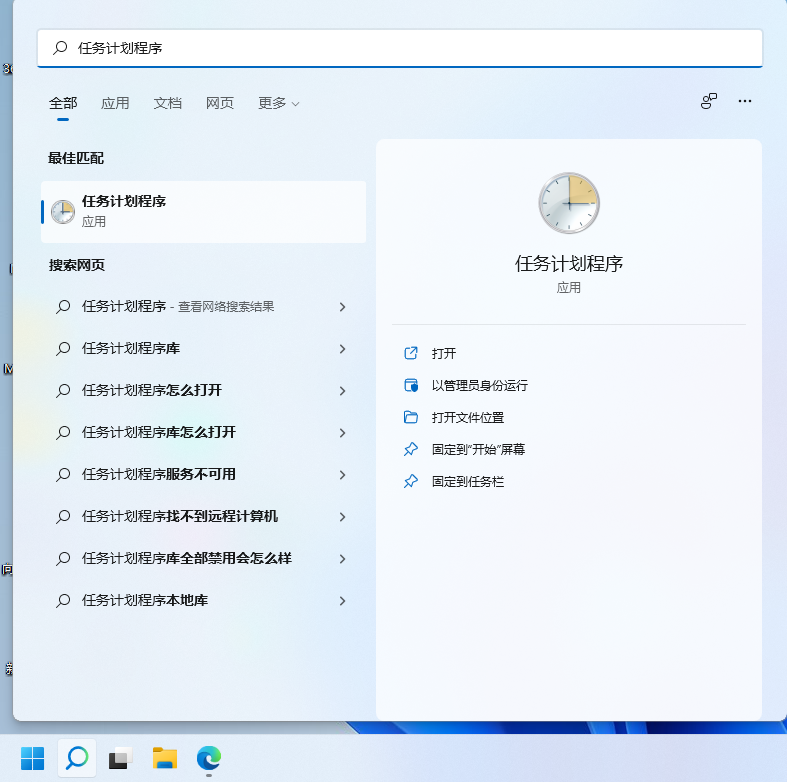 任务计划程序
全部 应用 文档 网页 更多
最佳匹配
任务计划程序
应用
搜索网页
任务计划程序 - 查看网络搜索结果
任务计划程序库
任务计划程序怎么打开
任务计划程序库怎么打开
任务计划程序服务不可用
任务计划程序找不到远程计算机
任务计划程序库全部禁用会怎么样
任务计划程序本地库
任务计划程序
应用
打开
以管理员身份运行
打开文件位置
固定到“开始”屏幕
固定到任务栏